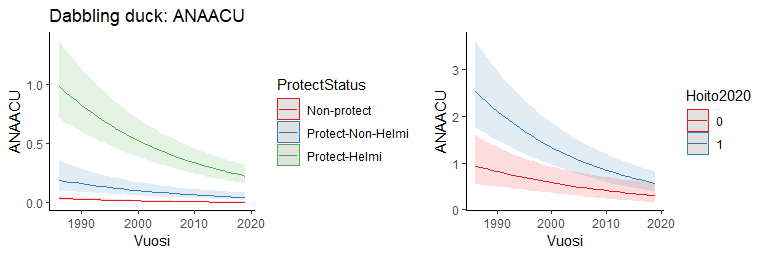 Dabbling duck: ANAACU
ANAACU
1.0
0.5
0.0
1990
2000
2010
2020
Vuosi
ProtectStatus
Non-protect
Protect-Non-Helmi
Protect-Helmi
ANAACU
3
2
1
0
1990
2000
2010
2020
Vuosi
Hoito2020
0
1